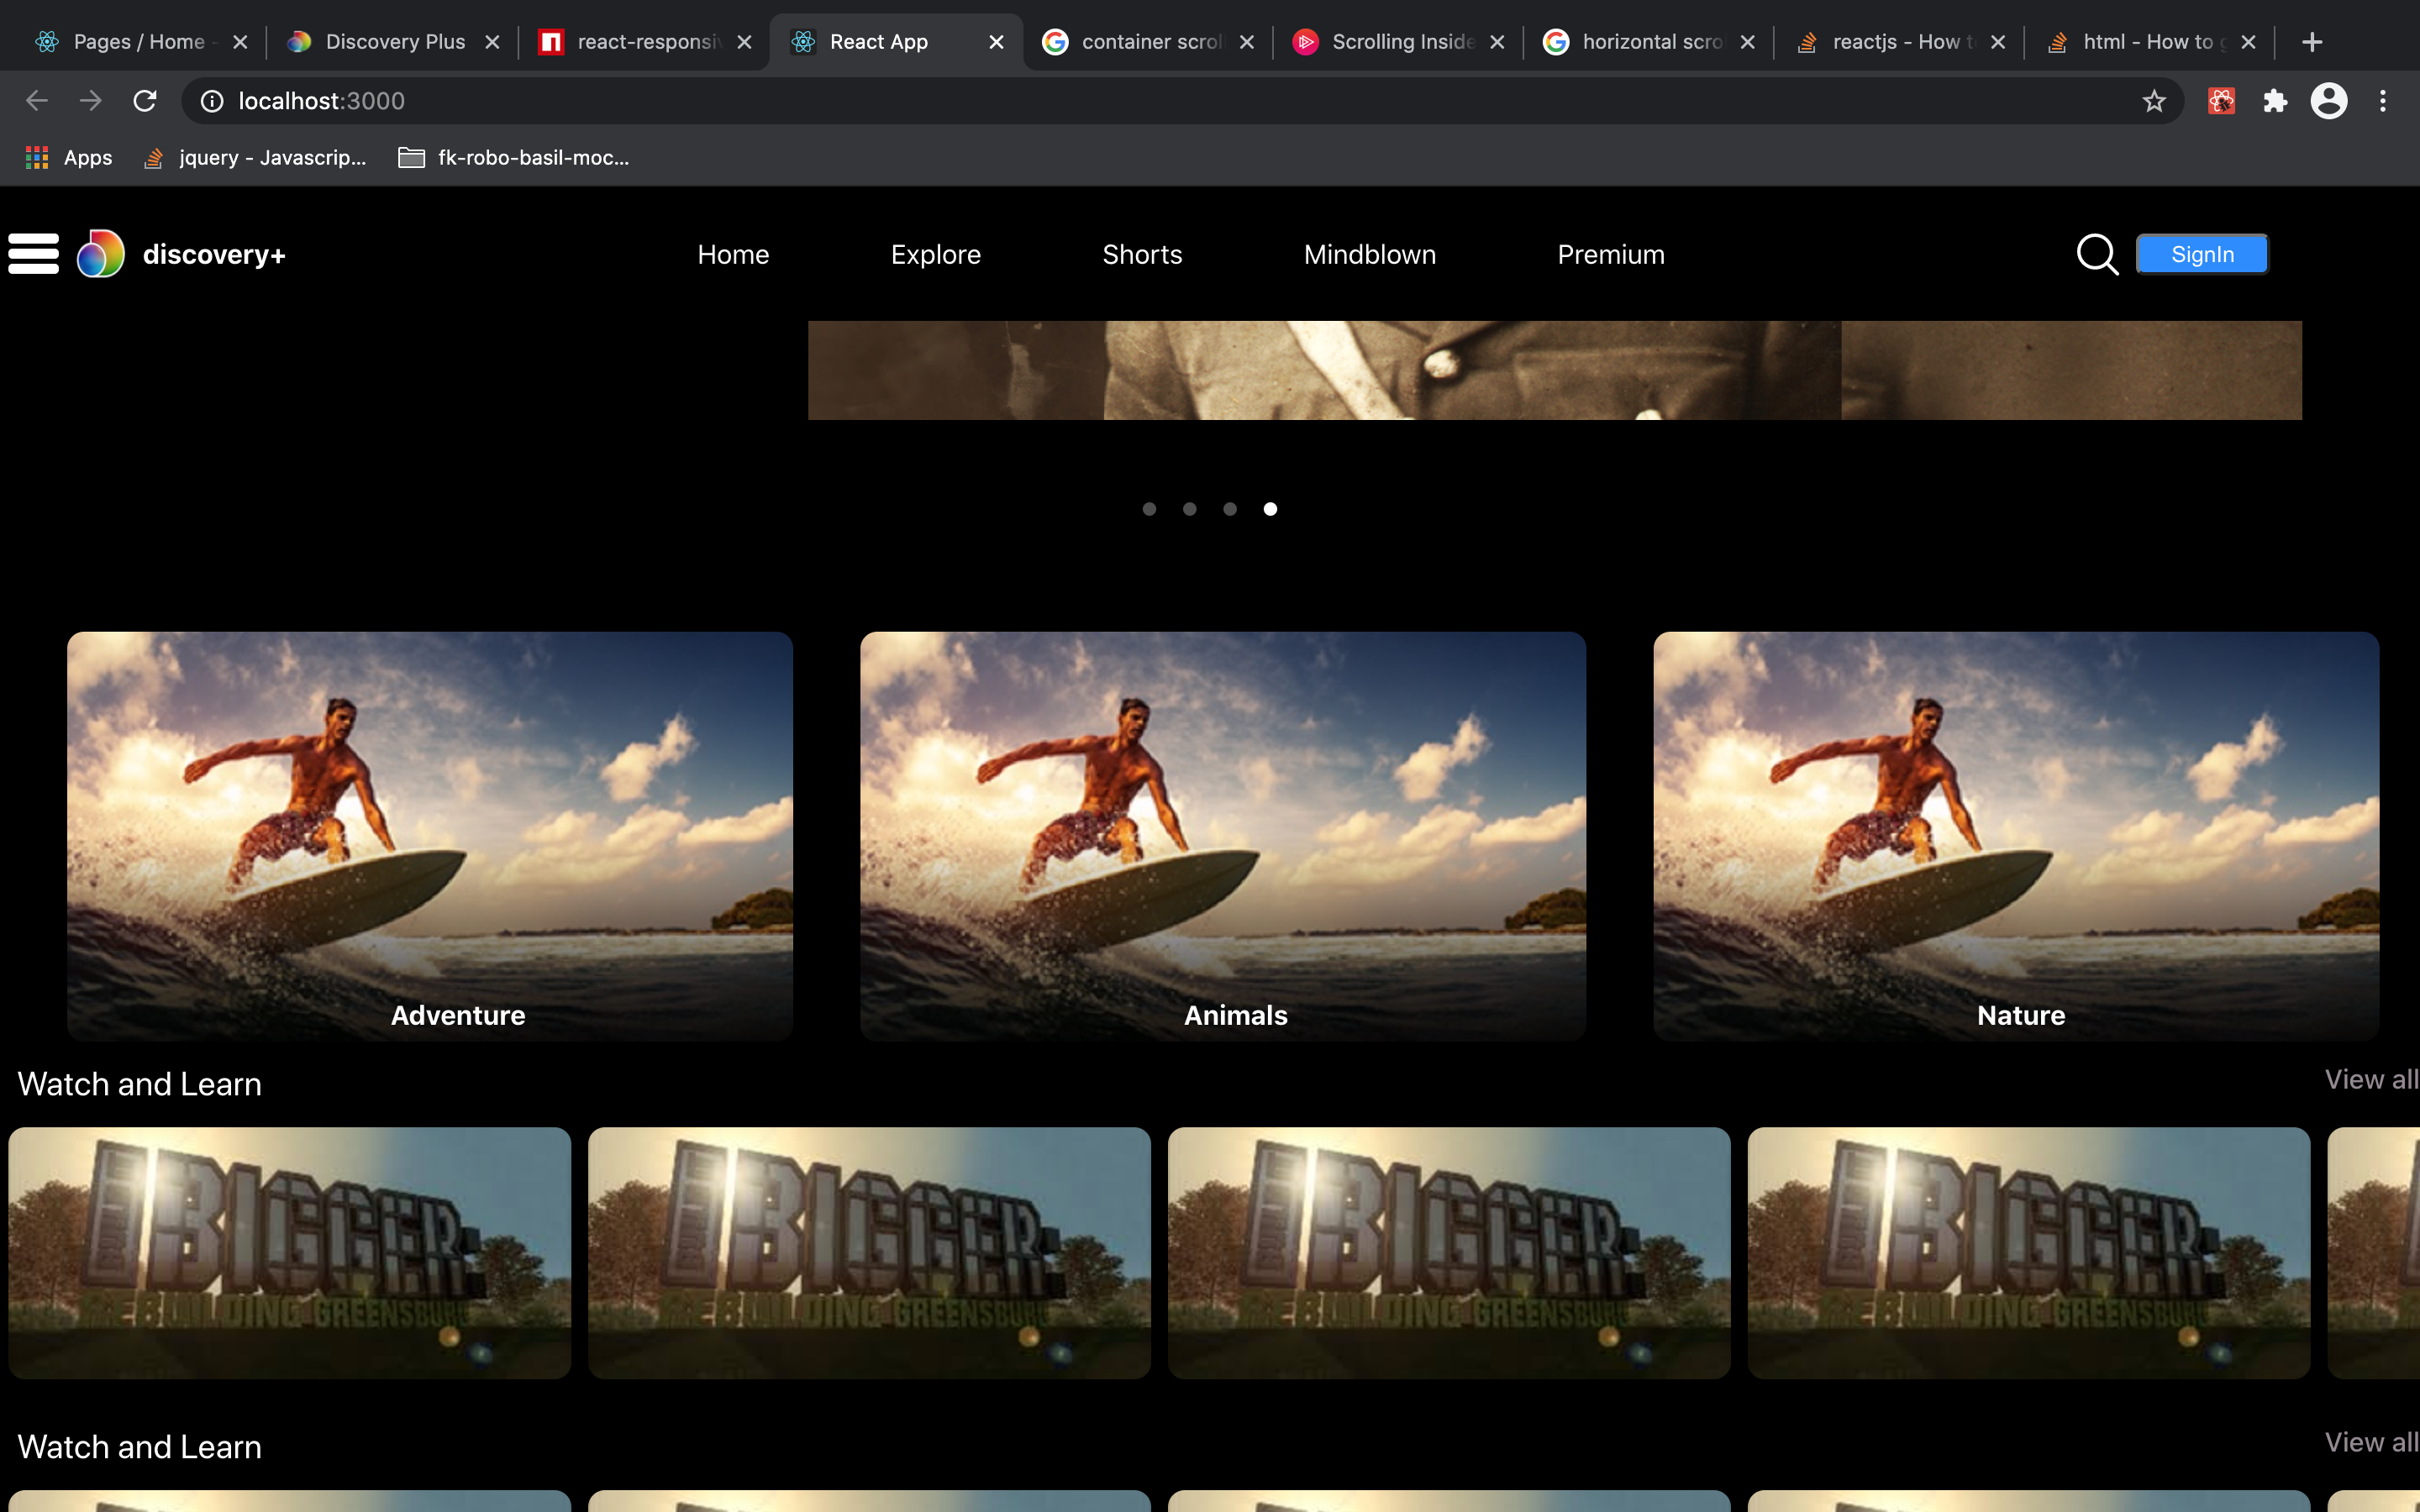 Pages / Home -
Discovery Plus
react-responsiv
React App
container scrol
Scrolling Inside
horizontal scro
reactjs - How t
html - How to g
localhost:3000
Apps
jquery - Javascrip...
fk-robo-basil-moc...
discovery+
Home
Explore
Shorts
Mindblown
Premium
SignIn
Adventure
Animals
Nature
Watch and Learn
View all
BIGGER
REBUILDING GREENSBURG
BIGGER
REBUILDING GREENSBURG
BIGGER
REBUILDING GREENSBURG
BIGGER
REBUILDING GREENSBURG
Watch and Learn
View all